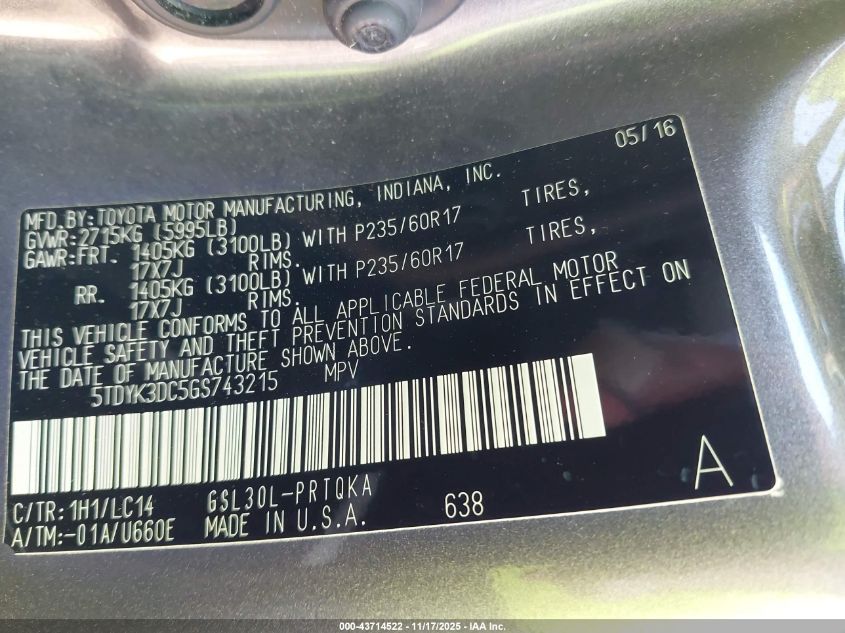 05/16
MFD.BY:TOYOTA MOTOR MANUFACTURING, INDIANA, INC.
GVWR:2715KG (5995LB)
GAWR:FRT. 1405KG (3100LB) WITH P235/60R17 TIRES,
17X7J RIMS.
RR. 1405KG (3100LB) WITH P235/60R17 TIRES,
17X7J RIMS.
THIS VEHICLE CONFORMS TO ALL APPLICABLE FEDERAL MOTOR
VEHICLE SAFETY AND THEFT PREVENTION STANDARDS IN EFFECT ON
THE DATE OF MANUFACTURE SHOWN ABOVE.
5TDYK3DC5GS743215 MPV
C/TR:1H1/LC14 GSL30L-PRTQKA
A/TM:-01A/U660E MADE IN U.S.A. 638
A
000-43714522 - 11/17/2025 - IAA Inc.